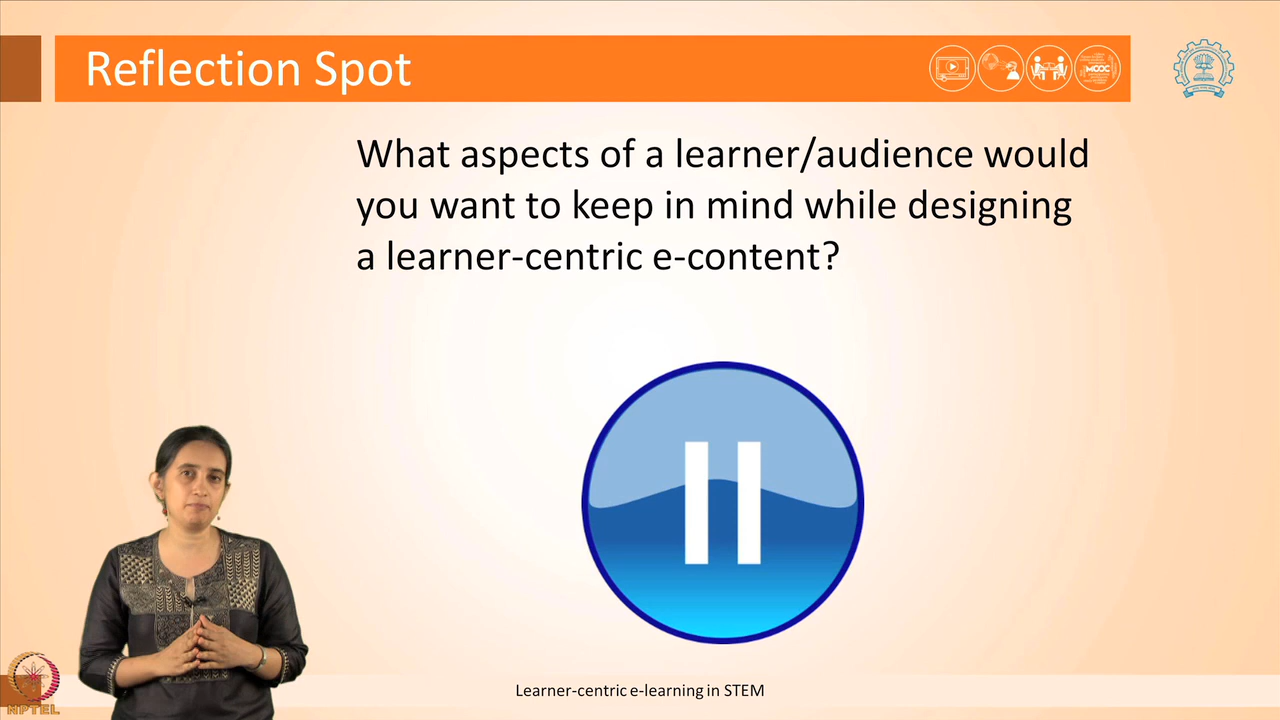 Reflection Spot
MOOC
What aspects of a learner/audience would
you want to keep in mind while designing
a learner-centric e-content?
Learner-centric e-learning in STEM
NPTEL